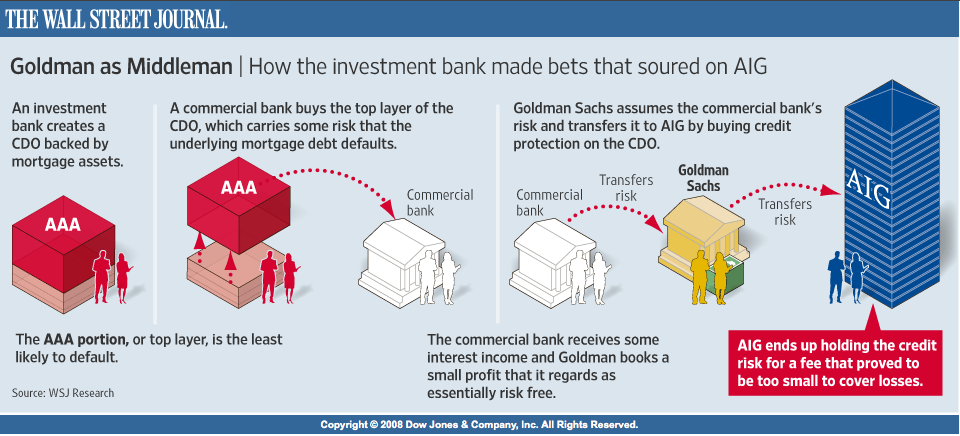 THE WALL STREET JOURNAL.
Goldman as Middleman | How the investment bank made bets that soured on AIG
An investment
bank creates a
CDO backed by
mortgage assets.
AAA
The AAA portion, or top layer, is the least
likely to default.
A commercial bank buys the top layer of the
CDO, which carries some risk that the
underlying mortgage debt defaults.
AAA
Commercial
bank
Goldman Sachs assumes the commercial bank's
risk and transfers it to AIG by buying credit
protection on the CDO.
Commercial
bank
Transfers
risk
Goldman
Sachs
Transfers
risk
AIG
The commercial bank receives some
interest income and Goldman books a
small profit that it regards as
essentially risk free.
AIG ends up holding the credit
risk for a fee that proved to
be too small to cover losses.
Source: WSJ Research
Copyright © 2008 Dow Jones & Company, Inc. All Rights Reserved.